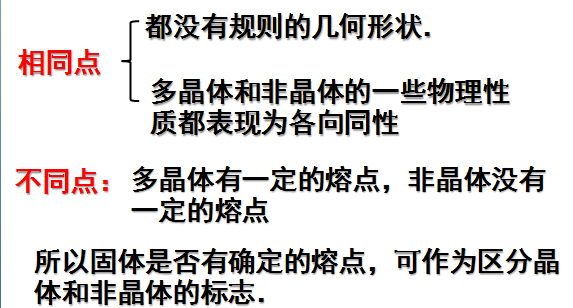 都没有规则的几何形状.
相同点
多晶体和非晶体的一些物理性
质都表现为各向同性
不同点：多晶体有一定的熔点，非晶体没有
一定的熔点
所以固体是否有确定的熔点，可作为区分晶
体和非晶体的标志.